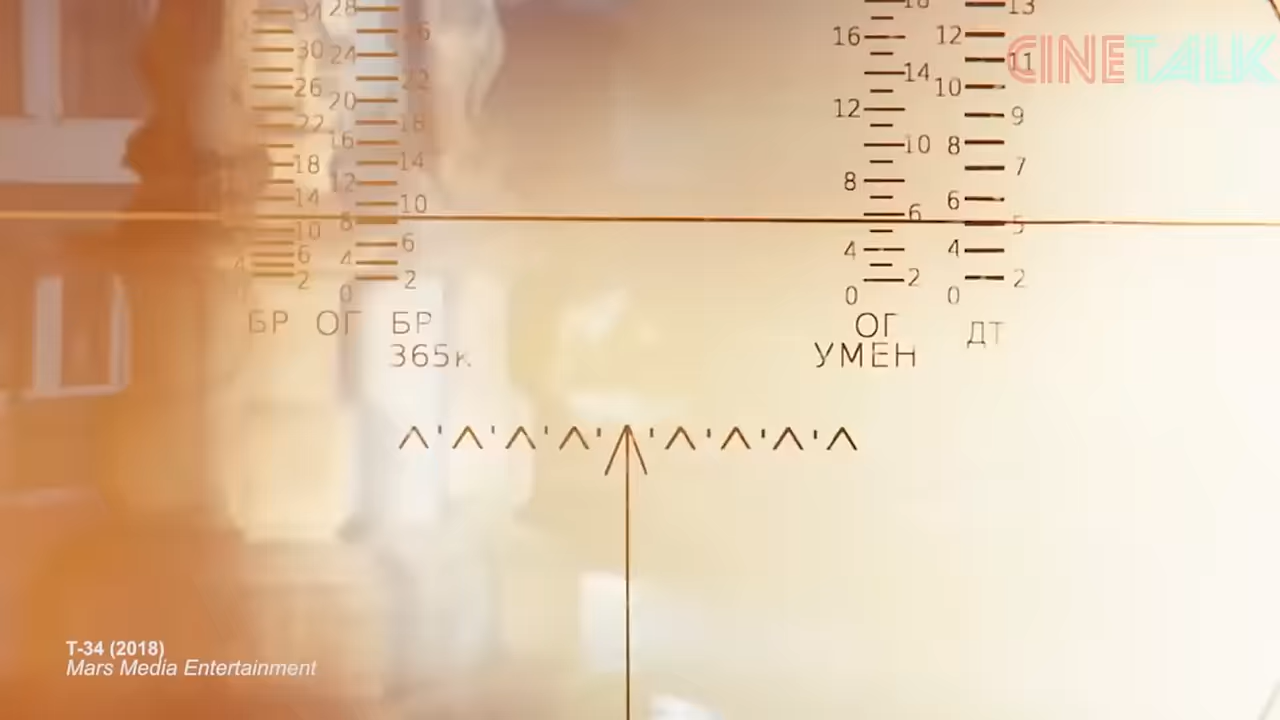 34 28 18 13
26 16 12
CINETALK
30 24 11
22 14 10
26 20
18 12 9
22 16 10 8
18 14 7
14 12 8
10 6
10 8 6 5
6 6 4 4
4 4
2 2 2 2
0 0 0
БР ОГ БР ОГ ДТ
365к УМЕН
T-34 (2018)
Mars Media Entertainment